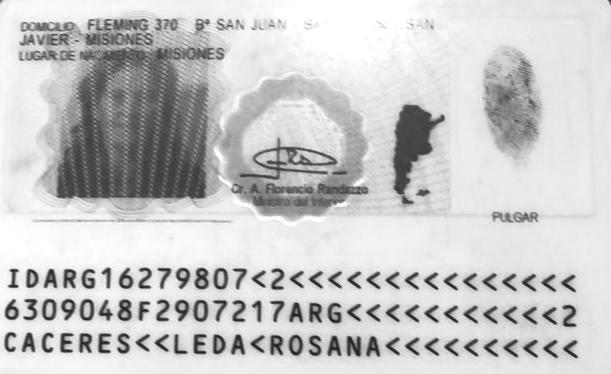 DOMICILIO: FLEMING 370 Bº SAN JUAN - SAN
JAVIER - MISIONES
LUGAR DE NACIMIENTO: MISIONES
Cr. A. Florencio Randazzo
Ministro del Interior
PULGAR
IDARG16279807<2<<<<<<<<<<<<<<<
6309048F2907217ARG<<<<<<<<<<<2
CACERES<<LEDA<ROSANA<<<<<<<<<<